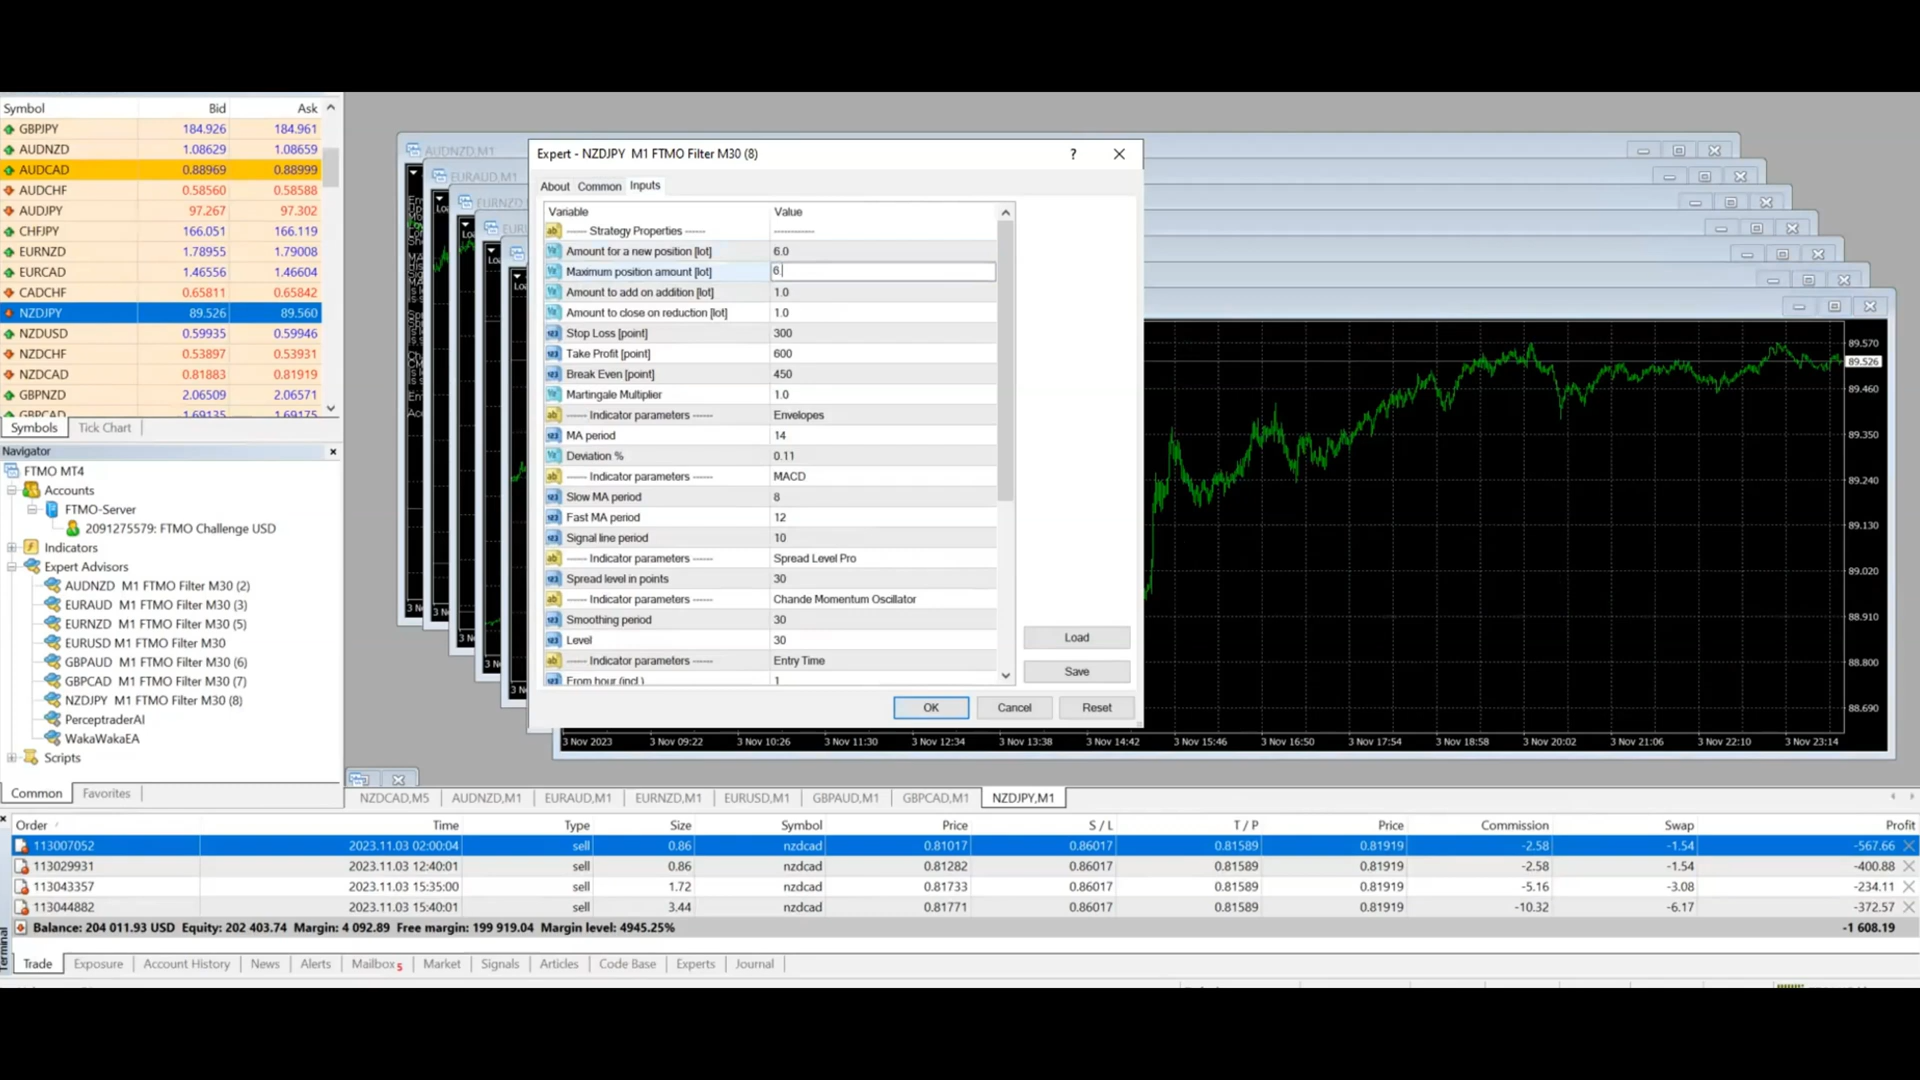 Symbol Bid Ask
GBPJPY 184.926 184.961
AUDNZD 1.08629 1.08659
AUDCAD 0.88969 0.88999
AUDCHF 0.58560 0.58588
AUDJPY 97.267 97.302
CHFJPY 166.051 166.119
EURNZD 1.78955 1.79008
EURCAD 1.46556 1.46604
CADCHF 0.65811 0.65842
NZDJPY 89.526 89.560
NZDUSD 0.59935 0.59946
NZDCHF 0.53897 0.53931
NZDCAD 0.81883 0.81919
GBPNZD 2.06509 2.06571
GBPCAD 1.69135 1.69175
Symbols Tick Chart
Navigator
FTMO MT4
Accounts
FTMO-Server
2091275579: FTMO Challenge USD
Indicators
Expert Advisors
AUDNZD M1 FTMO Filter M30 (2)
EURAUD M1 FTMO Filter M30 (3)
EURNZD M1 FTMO Filter M30 (5)
EURUSD M1 FTMO Filter M30
GBPAUD M1 FTMO Filter M30 (6)
GBPCAD M1 FTMO Filter M30 (7)
NZDJPY M1 FTMO Filter M30 (8)
PerceptraderAI
WakaWakaEA
Scripts
Common Favorites
AUDNZD,M1
EURAUD,M1
Expert - NZDJPY M1 FTMO Filter M30 (8)
?
About Common Inputs
Variable Value
------ Strategy Properties ------ ------------
Amount for a new position [lot] 6.0
Maximum position amount [lot] 6
Amount to add on addition [lot] 1.0
Amount to close on reduction [lot] 1.0
Stop Loss [point] 300
Take Profit [point] 600
Break Even [point] 450
Martingale Multiplier 1.0
------ Indicator parameters ------ Envelopes
MA period 14
Deviation % 0.11
------ Indicator parameters ------ MACD
Slow MA period 8
Fast MA period 12
Signal line period 10
------ Indicator parameters ------ Spread Level Pro
Spread level in points 30
------ Indicator parameters ------ Chande Momentum Oscillator
Smoothing period 30
Level 30
------ Indicator parameters ------ Entry Time
From hour (incl.) 1
Load
Save
OK Cancel Reset
89.570
89.526
89.460
89.350
89.240
89.130
89.020
88.910
88.800
88.690
3 Nov 2023 3 Nov 09:22 3 Nov 10:26 3 Nov 11:30 3 Nov 12:34 3 Nov 13:38 3 Nov 14:42 3 Nov 15:46 3 Nov 16:50 3 Nov 17:54 3 Nov 18:58 3 Nov 20:02 3 Nov 21:06 3 Nov 22:10 3 Nov 23:14
NZDCAD,M5 AUDNZD,M1 EURAUD,M1 EURNZD,M1 EURUSD,M1 GBPAUD,M1 GBPCAD,M1 NZDJPY,M1
Order Time Type Size Symbol Price S / L T / P Price Commission Swap Profit
113007052 2023.11.03 02:00:04 sell 0.86 nzdcad 0.81017 0.86017 0.81589 0.81919 -2.58 -1.54 -567.66
113029931 2023.11.03 12:40:01 sell 0.86 nzdcad 0.81282 0.86017 0.81589 0.81919 -2.58 -1.54 -400.88
113043357 2023.11.03 15:35:00 sell 1.72 nzdcad 0.81733 0.86017 0.81589 0.81919 -5.16 -3.08 -234.11
113044882 2023.11.03 15:40:01 sell 3.44 nzdcad 0.81771 0.86017 0.81589 0.81919 -10.32 -6.17 -372.57
Balance: 204 011.93 USD Equity: 202 403.74 Margin: 4 092.89 Free margin: 199 919.04 Margin level: 4945.25% -1 608.19
Terminal
Trade Exposure Account History News Alerts Mailbox 5 Market Signals Articles Code Base Experts Journal